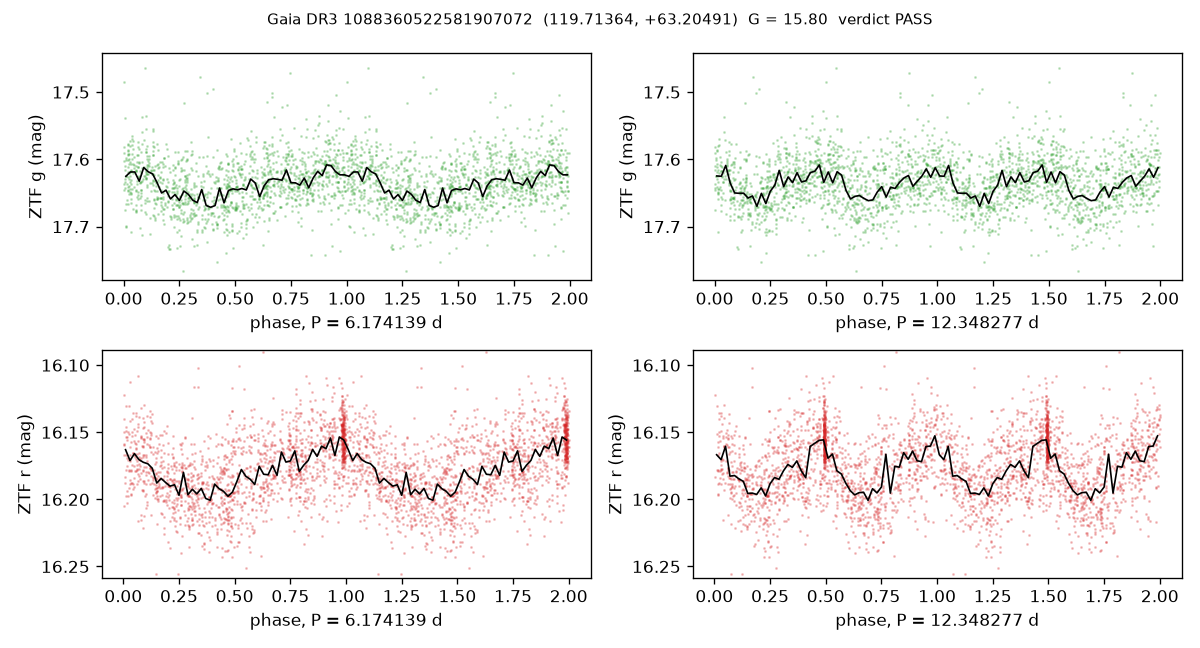 Gaia DR3 1088360522581907072 (119.71364, +63.20491) G = 15.80 verdict PASS
ZTF g (mag)
17.5
17.6
17.7
0.00 0.25 0.50 0.75 1.00 1.25 1.50 1.75 2.00
phase, P = 6.174139 d
ZTF g (mag)
17.5
17.6
17.7
0.00 0.25 0.50 0.75 1.00 1.25 1.50 1.75 2.00
phase, P = 12.348277 d
ZTF r (mag)
16.10
16.15
16.20
16.25
0.00 0.25 0.50 0.75 1.00 1.25 1.50 1.75 2.00
phase, P = 6.174139 d
ZTF r (mag)
16.10
16.15
16.20
16.25
0.00 0.25 0.50 0.75 1.00 1.25 1.50 1.75 2.00
phase, P = 12.348277 d